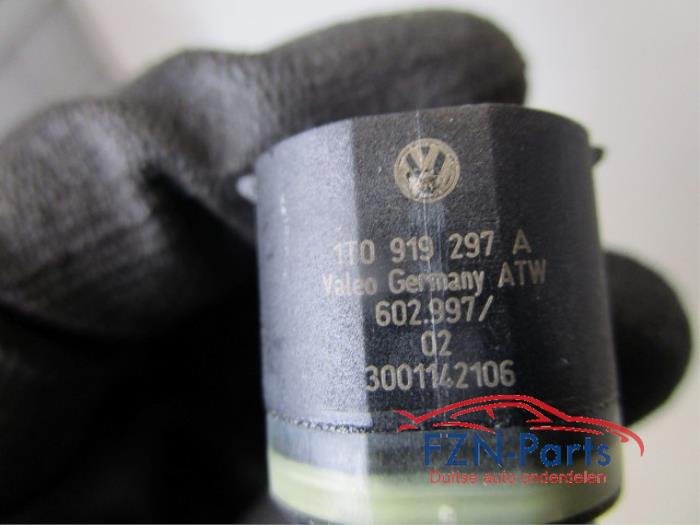 1T0 919 297 A
Valeo Germany ATW
602.997/
02
3001142106
FZN-Parts
Duitse auto onderdelen